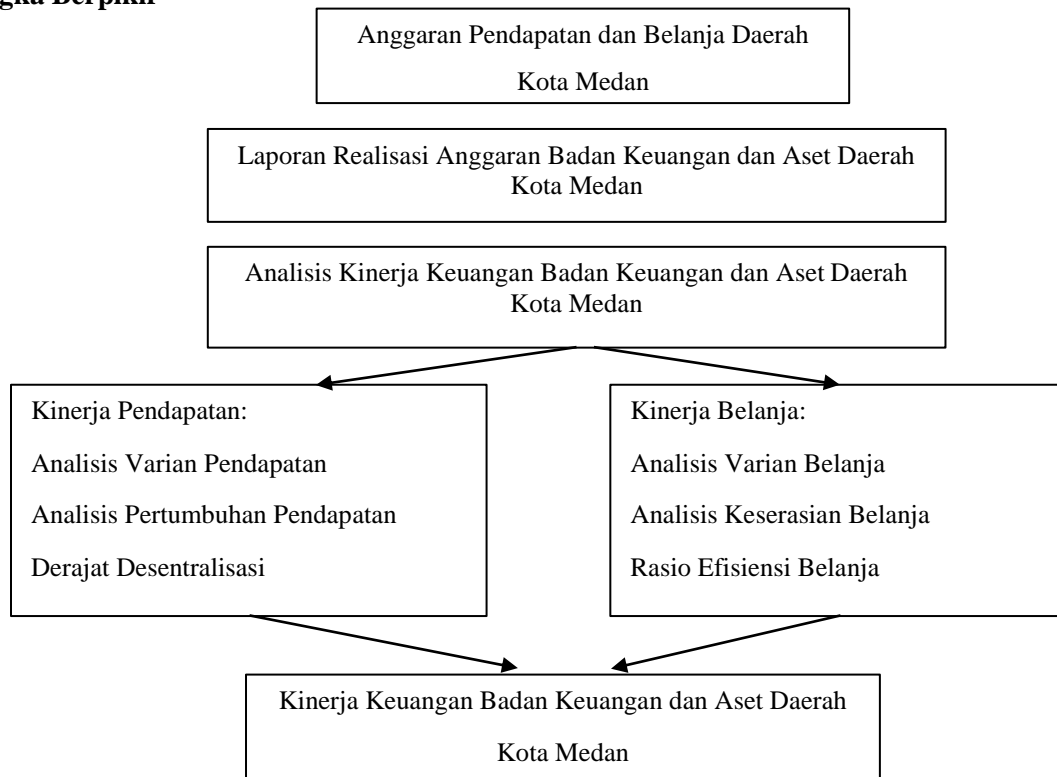 Anggaran Pendapatan dan Belanja Daerah
Kota Medan
Laporan Realisasi Anggaran Badan Keuangan dan Aset Daerah
Kota Medan
Analisis Kinerja Keuangan Badan Keuangan dan Aset Daerah
Kota Medan
Kinerja Pendapatan:
Analisis Varian Pendapatan
Analisis Pertumbuhan Pendapatan
Derajat Desentralisasi
Kinerja Belanja:
Analisis Varian Belanja
Analisis Keserasian Belanja
Rasio Efisiensi Belanja
Kinerja Keuangan Badan Keuangan dan Aset Daerah
Kota Medan